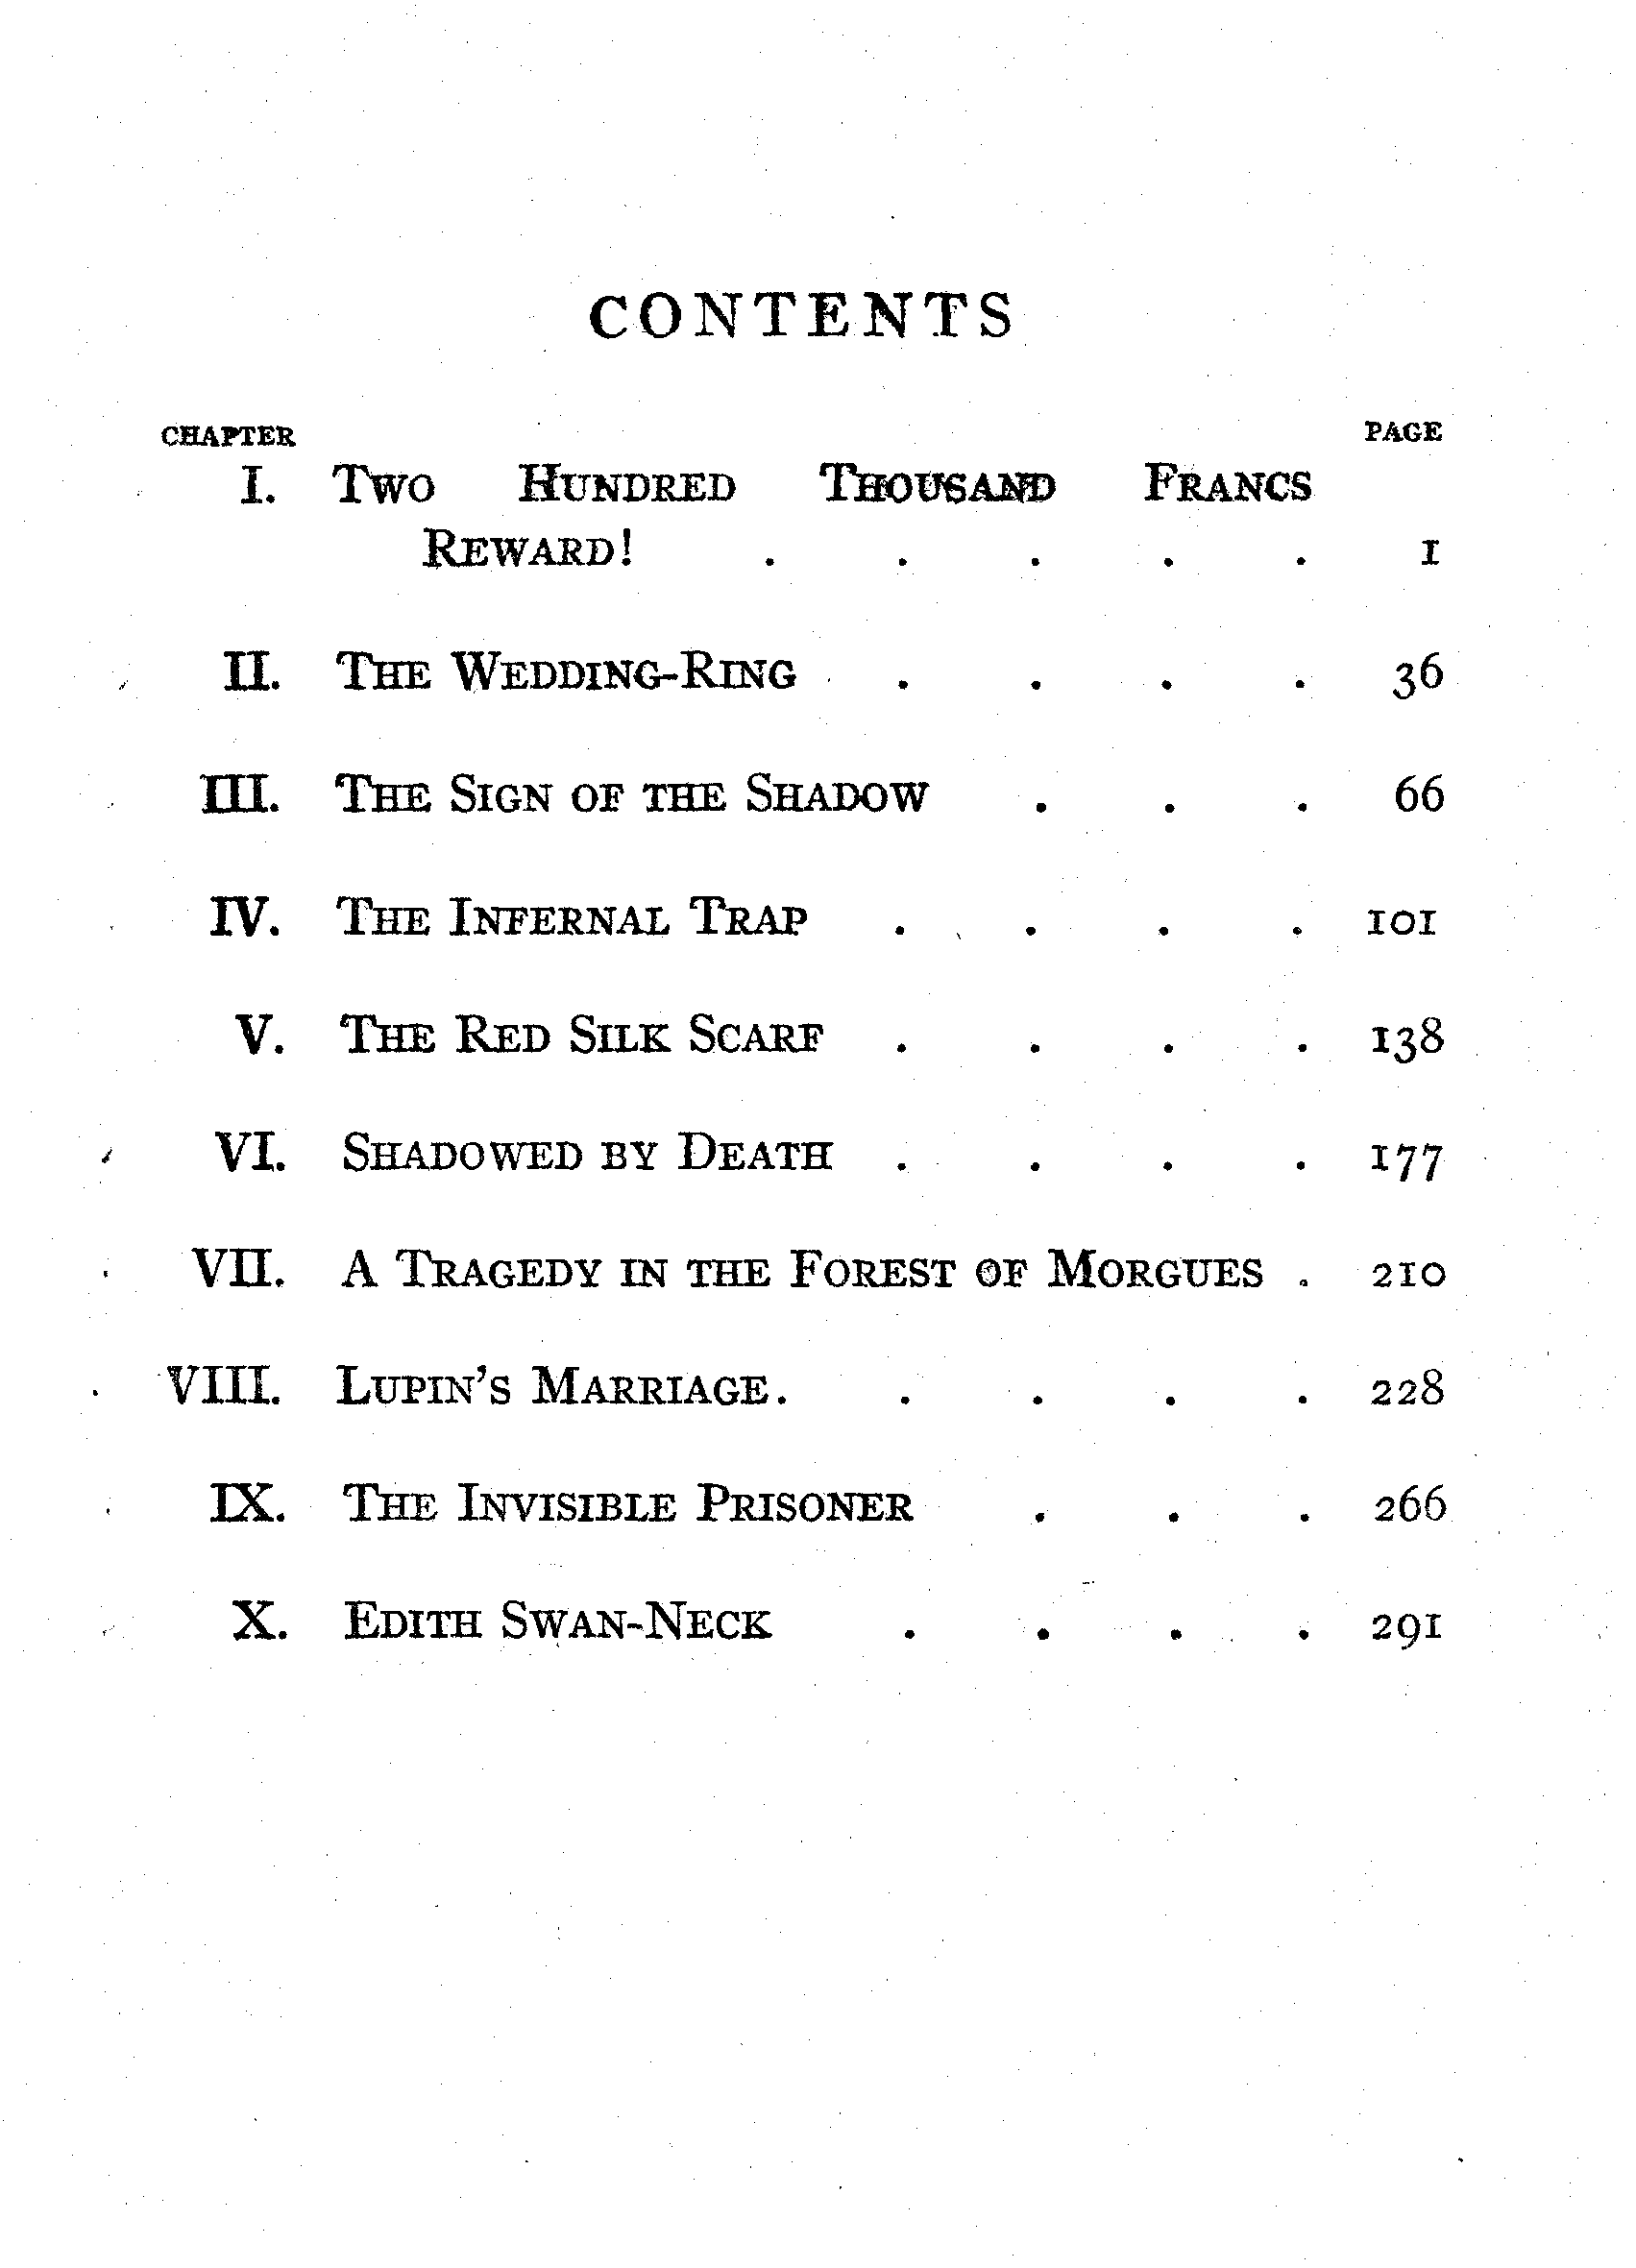 CONTENTS
CHAPTER PAGE
I. Two Hundred Thousand Francs
Reward! . . . . . 1
II. The Wedding-Ring . . . . 36
III. The Sign of the Shadow . . . 66
IV. The Infernal Trap . . . . 101
V. The Red Silk Scarf . . . . 138
VI. Shadowed by Death . . . . 177
VII. A Tragedy in the Forest of Morgues . 210
VIII. Lupin's Marriage . . . . . 228
IX. The Invisible Prisoner . . . 266
X. Edith Swan-Neck . . . . 291